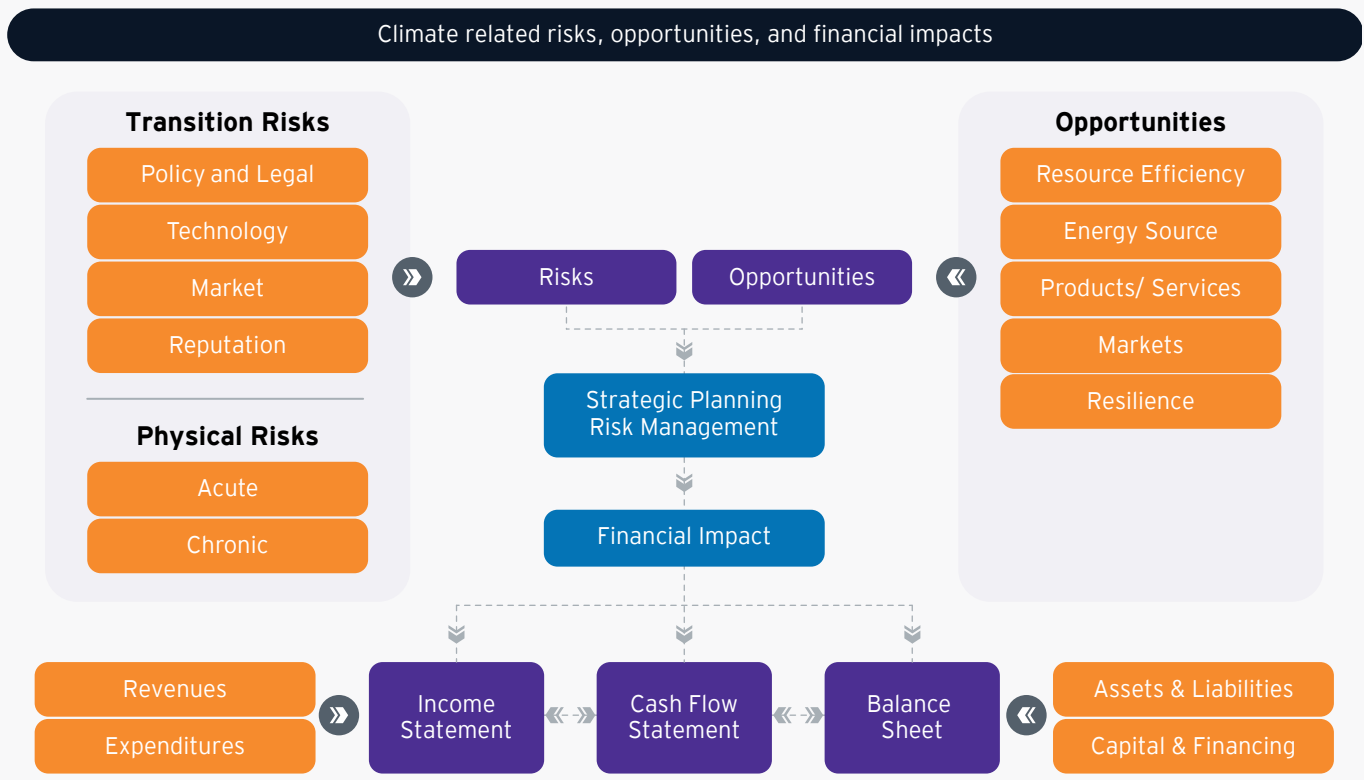 Climate related risks, opportunities, and financial impacts
Transition Risks
Policy and Legal
Technology
Market
Reputation
Physical Risks
Acute
Chronic
Risks
Opportunities
Strategic Planning
Risk Management
Financial Impact
Opportunities
Resource Efficiency
Energy Source
Products/ Services
Markets
Resilience
Revenues
Expenditures
Income
Statement
Cash Flow
Statement
Balance
Sheet
Assets & Liabilities
Capital & Financing